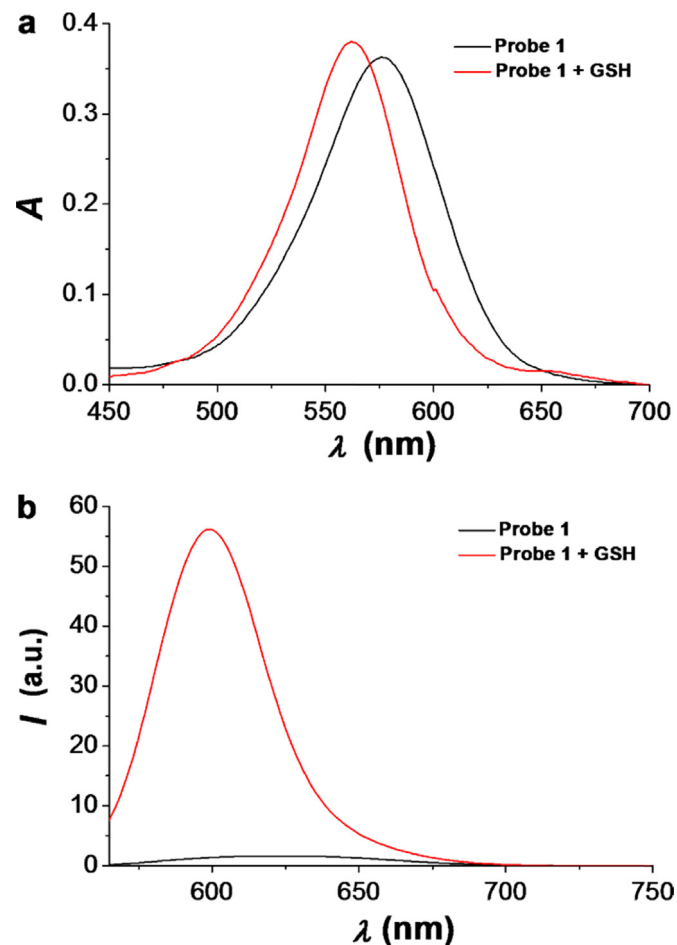 a
0.4
0.3
0.2
0.1
0.0
A
Probe 1
Probe 1 + GSH
450 500 550 600 650 700
λ (nm)
b
60
50
40
30
20
10
0
I (a.u.)
Probe 1
Probe 1 + GSH
600 650 700 750
λ (nm)